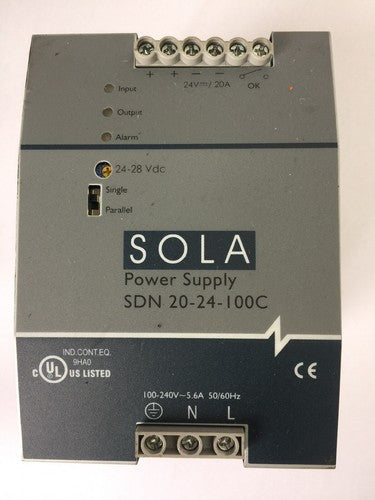 + + − − OK
24V⎓/ 20A
Input
Output
Alarm
24-28 Vdc
Single
Parallel
SOLA
Power Supply
SDN 20-24-100C
IND.CONT.EQ.
9HA0
c UL US LISTED
CE
100-240V~5.6A 50/60Hz
N L